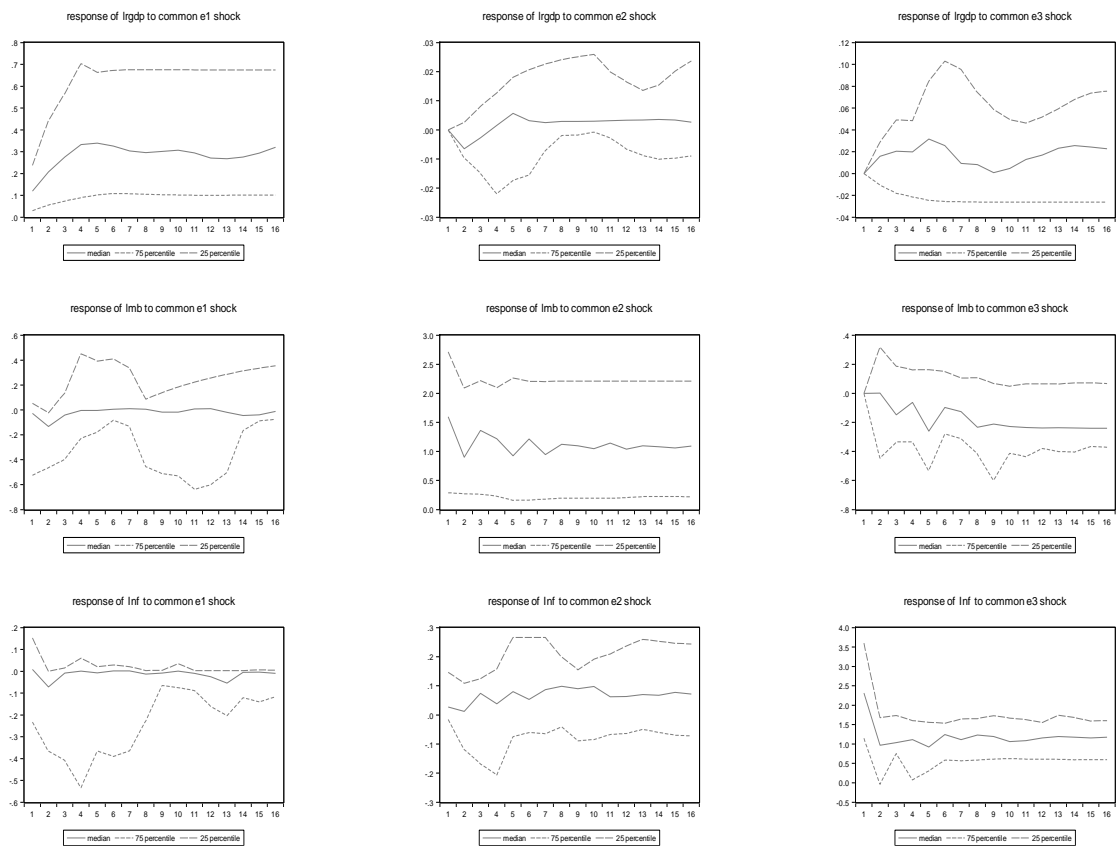 response of lrgdp to common e1 shock
.8
.7
.6
.5
.4
.3
.2
.1
.0
1 2 3 4 5 6 7 8 9 10 11 12 13 14 15 16
median 75 percentile 25 percentile
response of lrgdp to common e2 shock
.03
.02
.01
.00
-.01
-.02
-.03
1 2 3 4 5 6 7 8 9 10 11 12 13 14 15 16
median 75 percentile 25 percentile
response of lrgdp to common e3 shock
.12
.10
.08
.06
.04
.02
.00
-.02
-.04
1 2 3 4 5 6 7 8 9 10 11 12 13 14 15 16
median 75 percentile 25 percentile
response of lmb to common e1 shock
.6
.4
.2
.0
-.2
-.4
-.6
-.8
1 2 3 4 5 6 7 8 9 10 11 12 13 14 15 16
median 75 percentile 25 percentile
response of lmb to common e2 shock
3.0
2.5
2.0
1.5
1.0
0.5
0.0
1 2 3 4 5 6 7 8 9 10 11 12 13 14 15 16
median 75 percentile 25 percentile
response of lmb to common e3 shock
.4
.2
.0
-.2
-.4
-.6
-.8
1 2 3 4 5 6 7 8 9 10 11 12 13 14 15 16
median 75 percentile 25 percentile
response of Inf to common e1 shock
.2
.1
.0
-.1
-.2
-.3
-.4
-.5
-.6
1 2 3 4 5 6 7 8 9 10 11 12 13 14 15 16
median 75 percentile 25 percentile
response of Inf to common e2 shock
.3
.2
.1
.0
-.1
-.2
-.3
1 2 3 4 5 6 7 8 9 10 11 12 13 14 15 16
median 75 percentile 25 percentile
response of Inf to common e3 shock
4.0
3.5
3.0
2.5
2.0
1.5
1.0
0.5
0.0
-0.5
1 2 3 4 5 6 7 8 9 10 11 12 13 14 15 16
median 75 percentile 25 percentile